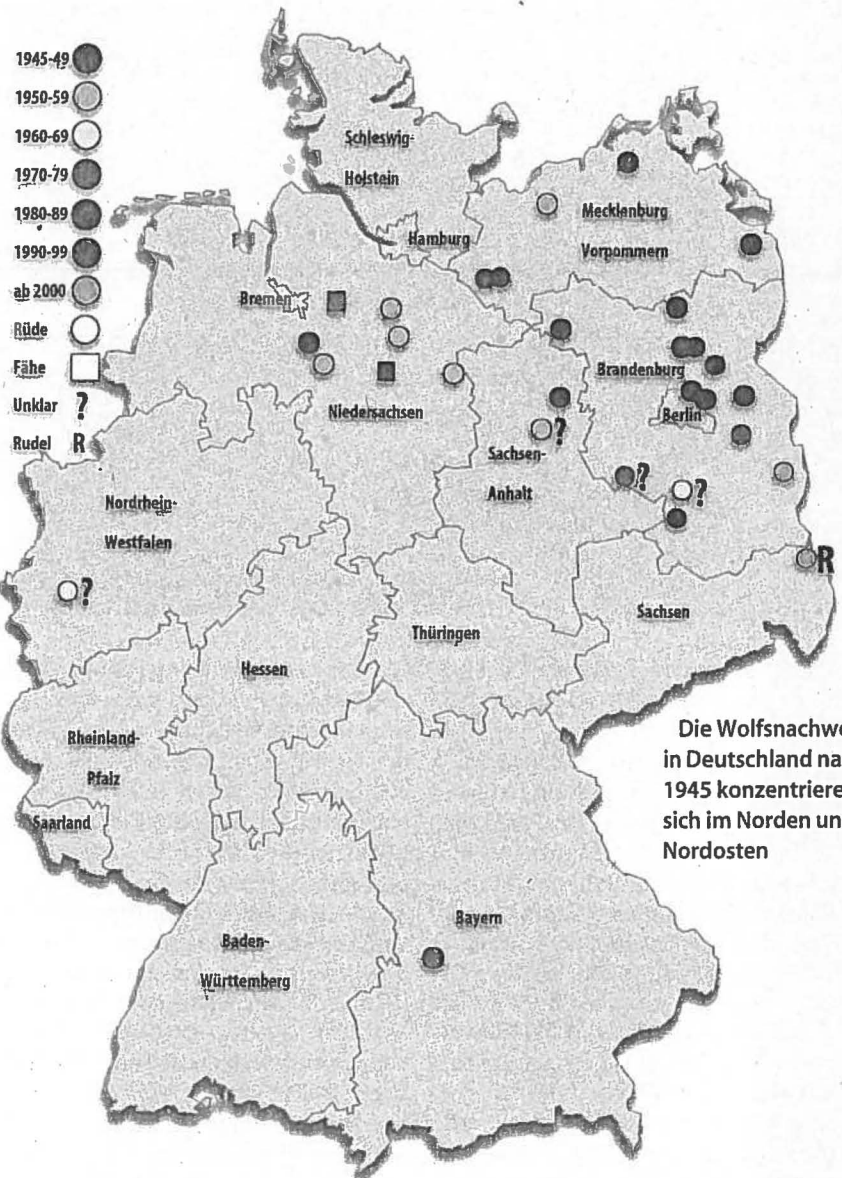 1945-49
1950-59
1960-69
1970-79
1980-89
1990-99
ab 2000
Rüde
Fähe
Unklar ?
Rudel R
Schleswig-
Holstein
Hamburg
Mecklenburg
Vorpommern
Bremen
Niedersachsen
Brandenburg
Berlin
Sachsen-
Anhalt
?
?
?
R
Nordrhein-
Westfalen
?
Sachsen
Thüringen
Hessen
Rheinland-
Pfalz
Saarland
Bayern
Baden-
Württemberg
Die Wolfsnachwe
in Deutschland na
1945 konzentriere
sich im Norden un
Nordosten